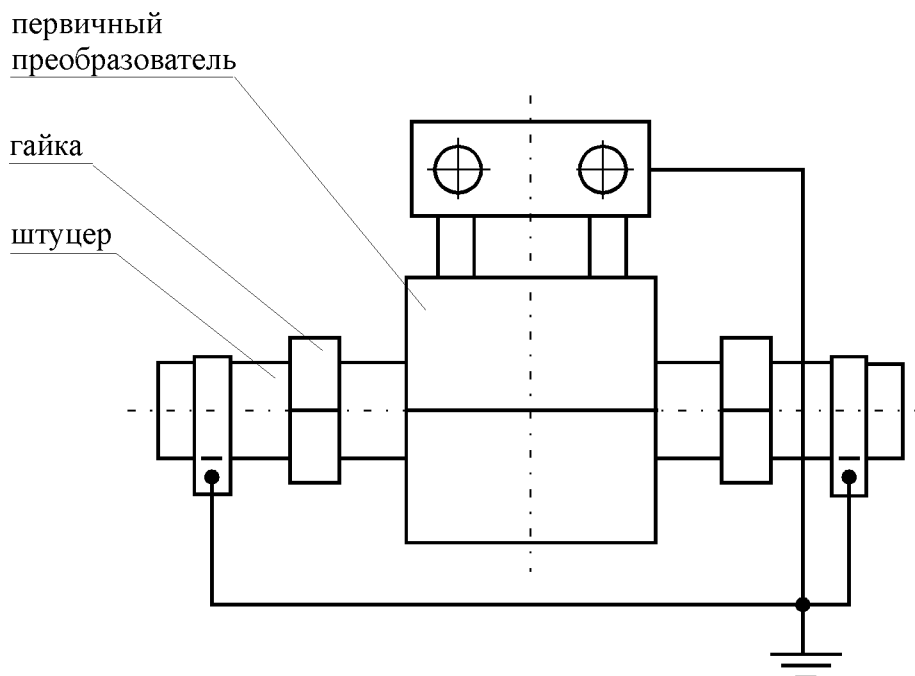 первичный
преобразователь
гайка
штуцер